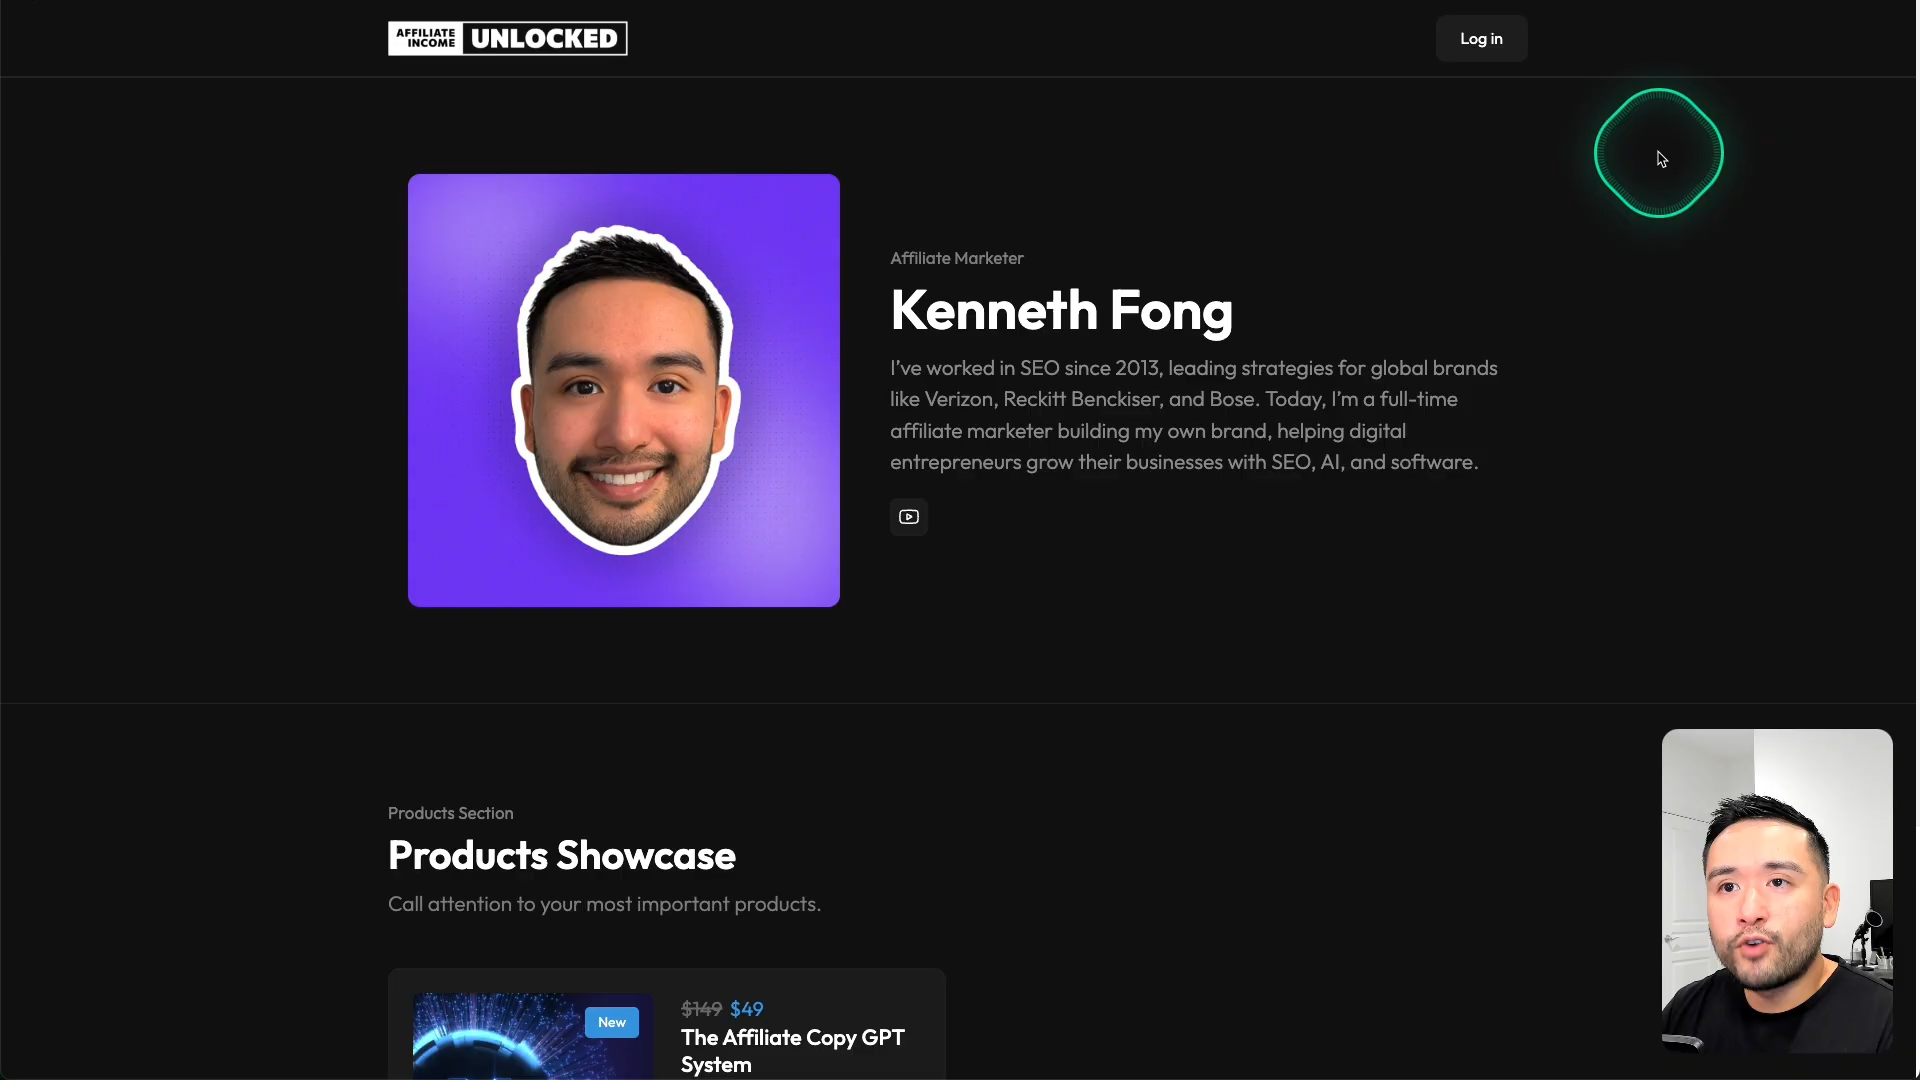 AFFILIATE
INCOME
UNLOCKED
Log in
Affiliate Marketer
Kenneth Fong
I’ve worked in SEO since 2013, leading strategies for global brands
like Verizon, Reckitt Benckiser, and Bose. Today, I’m a full-time
affiliate marketer building my own brand, helping digital
entrepreneurs grow their businesses with SEO, AI, and software.
Products Section
Products Showcase
Call attention to your most important products.
New
$149 $49
The Affiliate Copy GPT
System